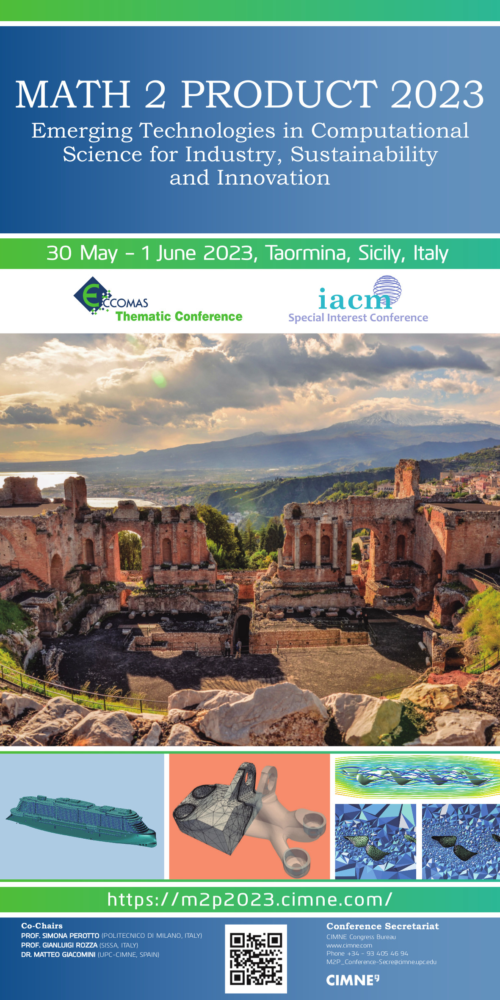 MATH 2 PRODUCT 2023
Emerging Technologies in Computational
Science for Industry, Sustainability
and Innovation
30 May - 1 June 2023, Taormina, Sicily, Italy
ECCOMAS
Thematic Conference
iacm
Special Interest Conference
https://m2p2023.cimne.com/
Co-Chairs
PROF. SIMONA PEROTTO (POLITECNICO DI MILANO, ITALY)
PROF. GIANLUIGI ROZZA (SISSA, ITALY)
DR. MATTEO GIACOMINI (UPC-CIMNE, SPAIN)
Conference Secretariat
CIMNE Congress Bureau
www.cimne.com
Phone +34 - 93 405 46 94
M2P_Conference-Secre@cimne.upc.edu
CIMNE R